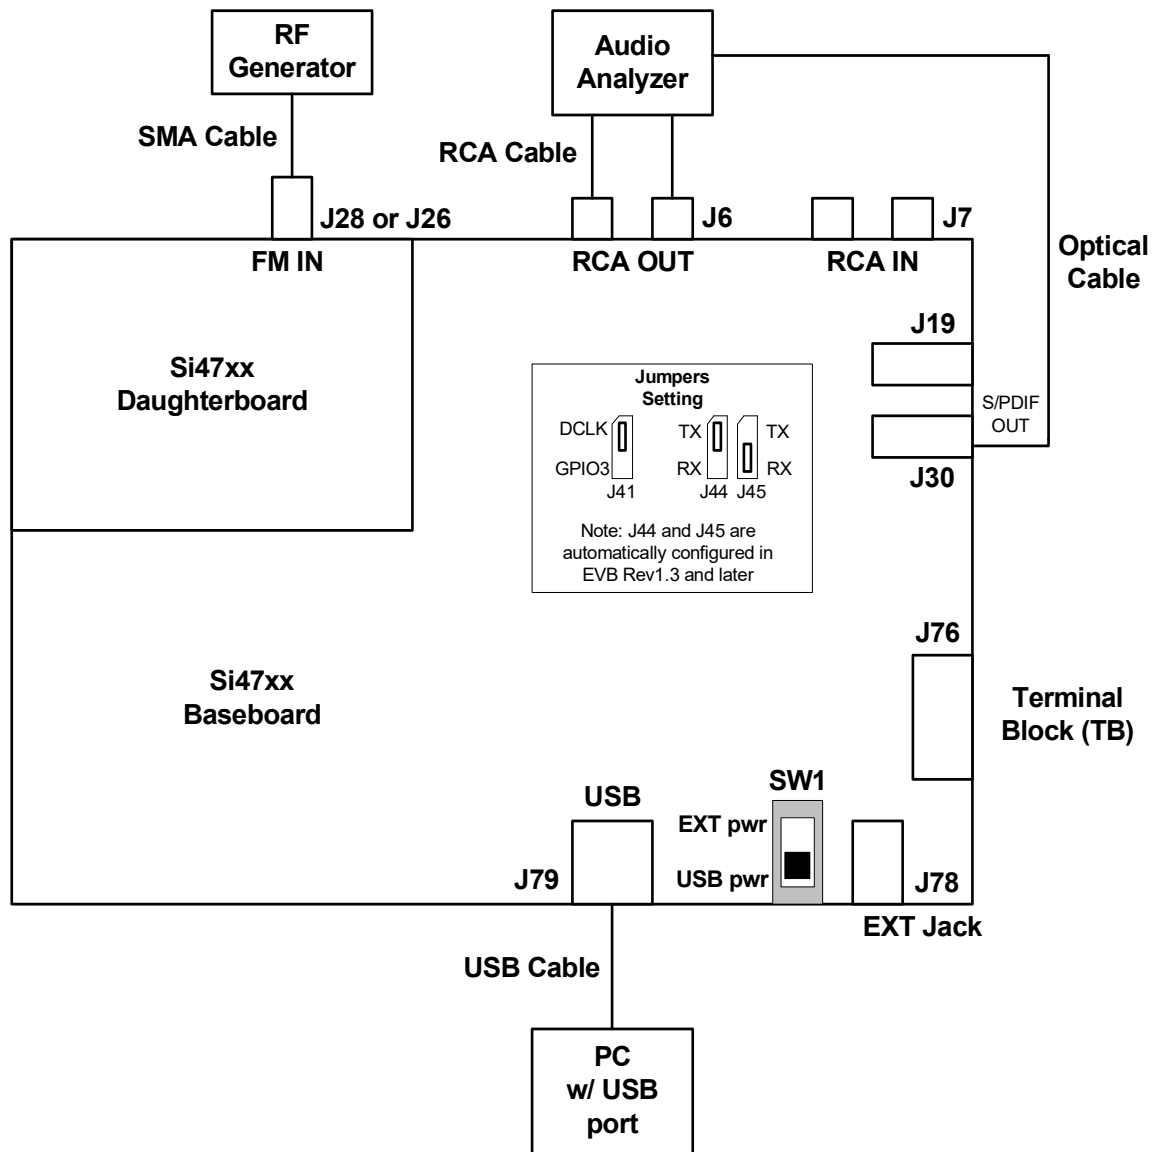 RF
Generator
Audio
Analyzer
SMA Cable
RCA Cable
J28 or J26
J6
J7
FM IN
RCA OUT
RCA IN
Optical
Cable
J19
Si47xx
Daughterboard
Jumpers
Setting
DCLK
TX
TX
GPIO3
RX
RX
J41
J44
J45
S/PDIF
OUT
J30
Note: J44 and J45 are
automatically configured in
EVB Rev1.3 and later
J76
Si47xx
Baseboard
Terminal
Block (TB)
SW1
USB
EXT pwr
J79
USB pwr
J78
EXT Jack
USB Cable
PC
w/ USB
port